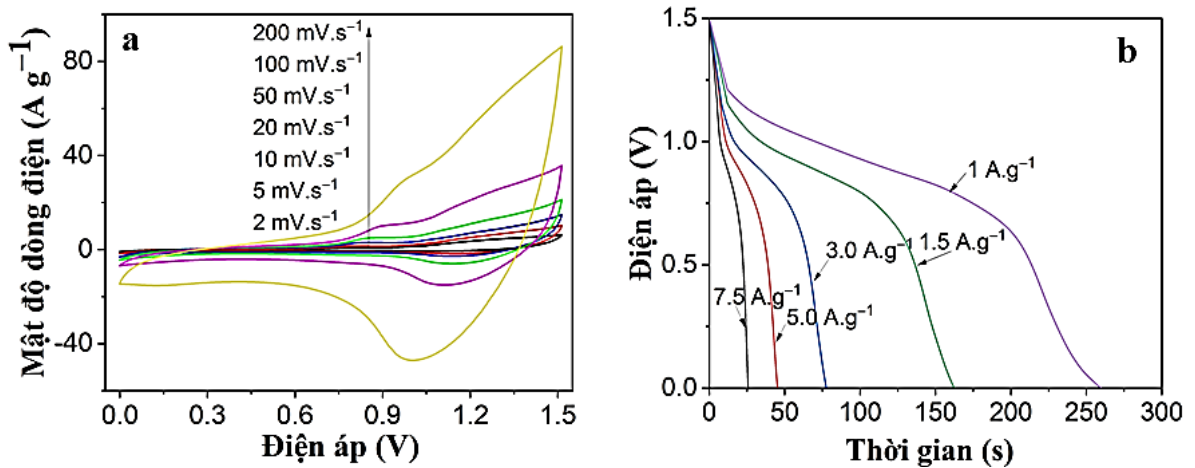 a
200 mV.s⁻¹
100 mV.s⁻¹
50 mV.s⁻¹
20 mV.s⁻¹
10 mV.s⁻¹
5 mV.s⁻¹
2 mV.s⁻¹
Mật độ dòng điện (A g⁻¹)
80
40
0
-40
0.0 0.3 0.6 0.9 1.2 1.5
Điện áp (V)
b
Điện áp (V)
1.5
1.0
0.5
0.0
1 A.g⁻¹
1.5 A.g⁻¹
3.0 A.g⁻¹
7.5 A.g⁻¹
5.0 A.g⁻¹
0 50 100 150 200 250 300
Thời gian (s)